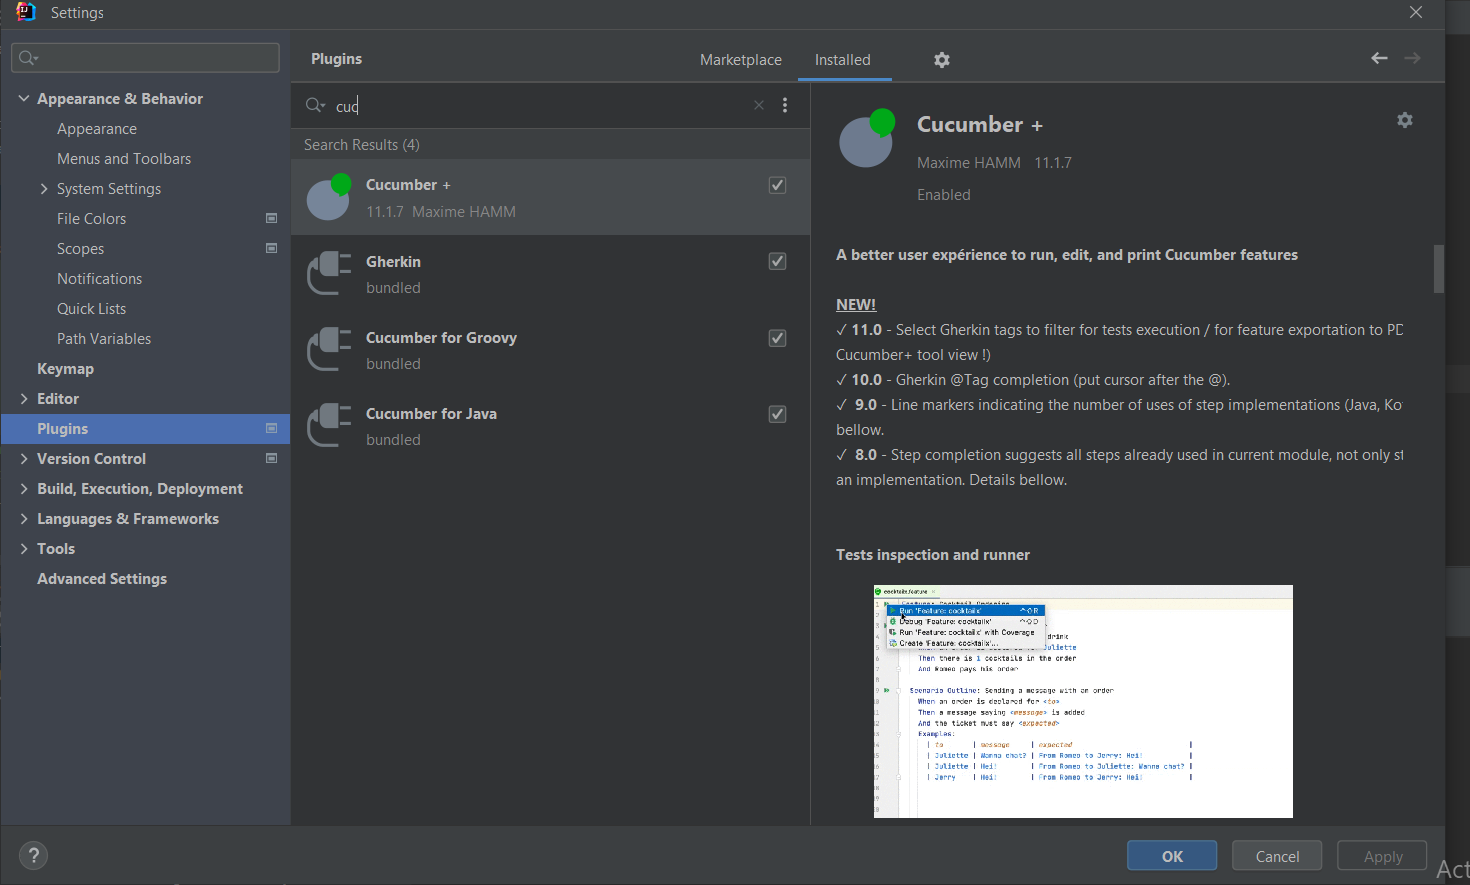 Settings
Appearance & Behavior
Appearance
Menus and Toolbars
System Settings
File Colors
Scopes
Notifications
Quick Lists
Path Variables
Keymap
Editor
Plugins
Version Control
Build, Execution, Deployment
Languages & Frameworks
Tools
Advanced Settings
Plugins
Marketplace
Installed
cuc
Search Results (4)
Cucumber +
11.1.7 Maxime HAMM
Gherkin
bundled
Cucumber for Groovy
bundled
Cucumber for Java
bundled
Cucumber +
Maxime HAMM 11.1.7
Enabled
A better user expérience to run, edit, and print Cucumber features
NEW!
✓ 11.0 - Select Gherkin tags to filter for tests execution / for feature exportation to PD
Cucumber+ tool view !)
✓ 10.0 - Gherkin @Tag completion (put cursor after the @).
✓ 9.0 - Line markers indicating the number of uses of step implementations (Java, Ko
bellow.
✓ 8.0 - Step completion suggests all steps already used in current module, not only st
an implementation. Details bellow.
Tests inspection and runner
cocktails.feature
Run 'Feature: cocktails'
Debug 'Feature: cocktails'
Run 'Feature: cocktails' with Coverage
Create 'Feature: cocktails'...
drink
Juliette
Then there is 1 cocktails in the order
And Romeo pays his order
Scenario Outline: Sending a message with an order
When an order is declared for <to>
Then a message saying <message> is added
And the ticket must say <expected>
Examples:
| to | message | expected |
| Juliette | Wanna chat? | From Romeo to Jerry: Hei! |
| Juliette | Hei! | From Romeo to Juliette: Wanna chat? |
| Jerry | Hei! | From Romeo to Jerry: Hei! |
?
OK
Cancel
Apply
Act